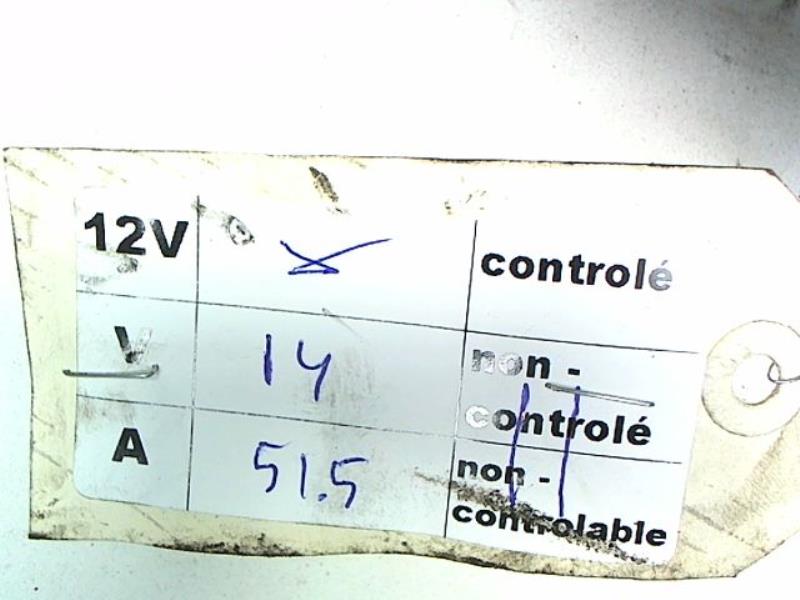 12V controlé
V 14 non -
controlé
A 51.5 non -
controlable